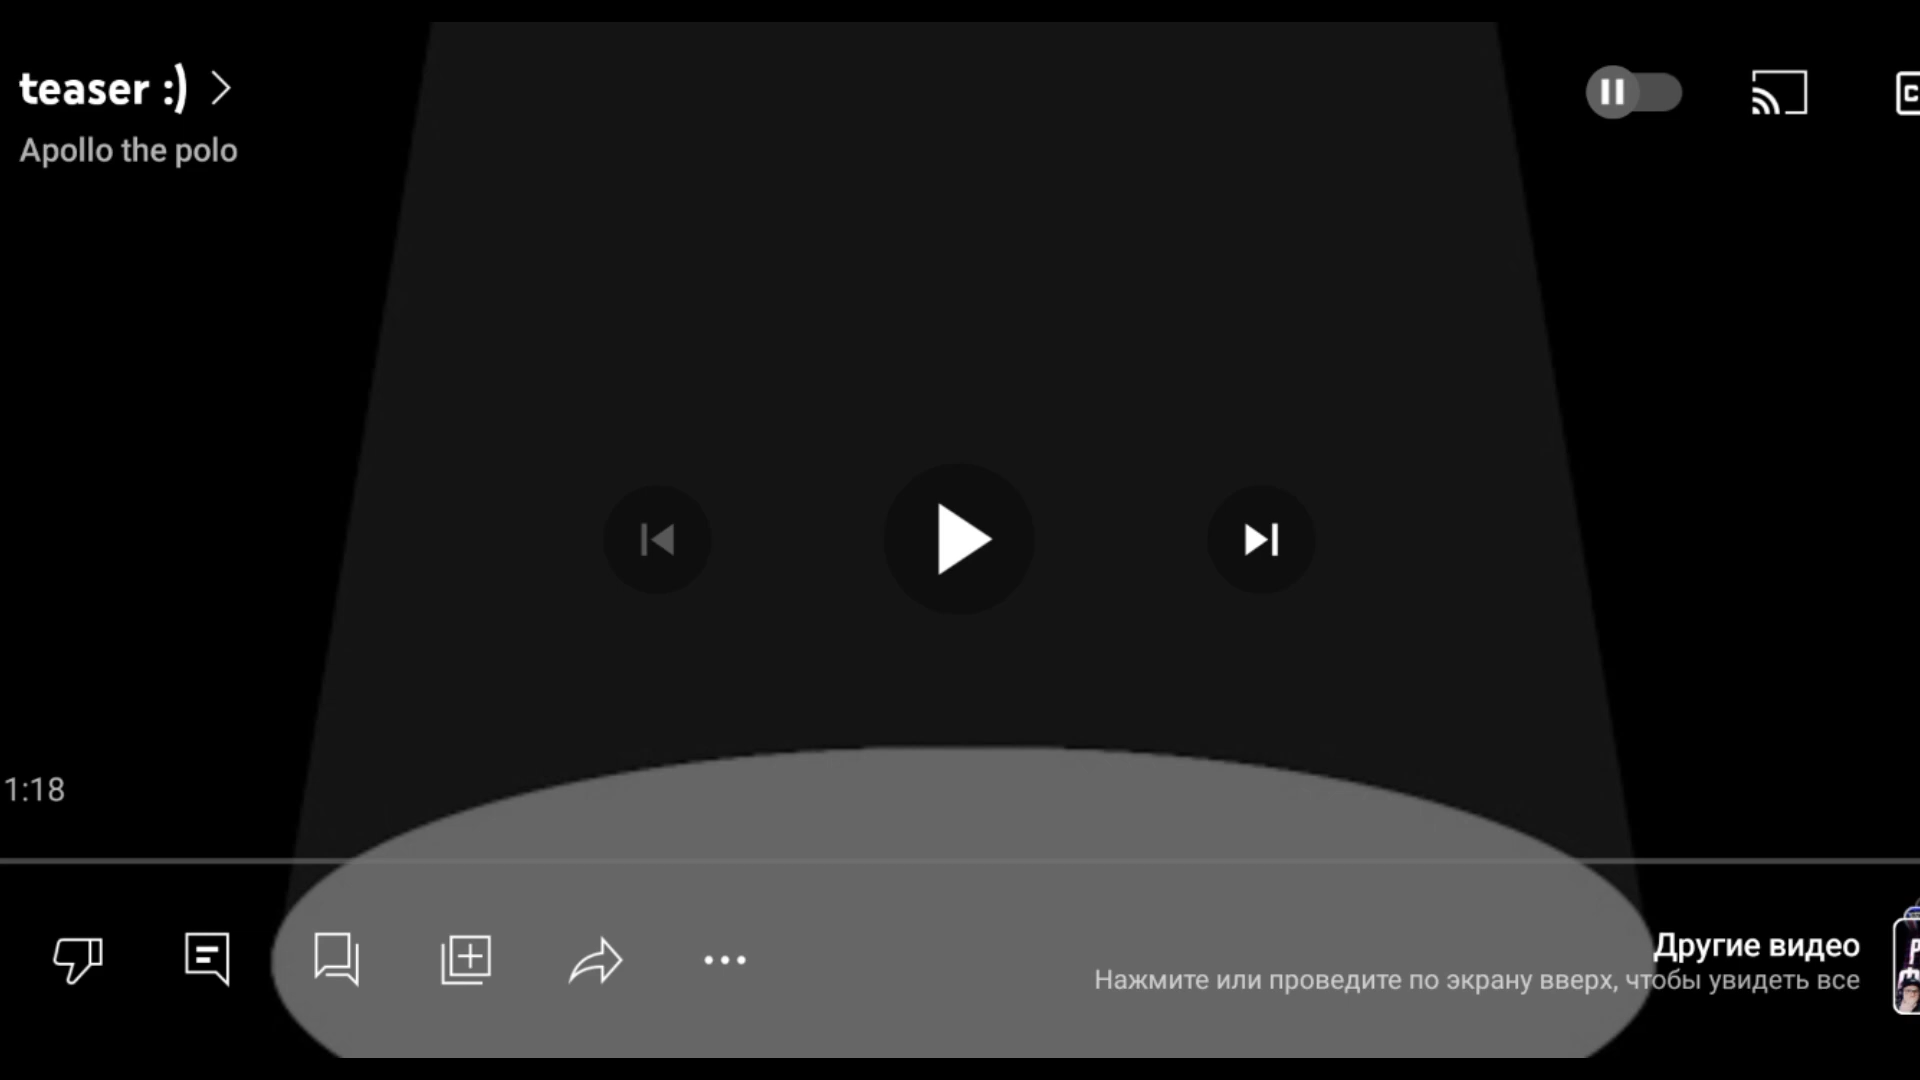 teaser :)
Apollo the polo
1:18
Другие видео
Нажмите или проведите по экрану вверх, чтобы увидеть все